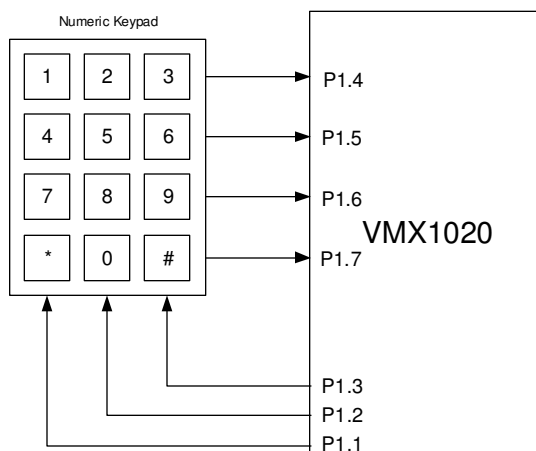 Numeric Keypad
1 2 3 P1.4
4 5 6 P1.5
7 8 9 P1.6
VMX1020
* 0 # P1.7
P1.3
P1.2
P1.1